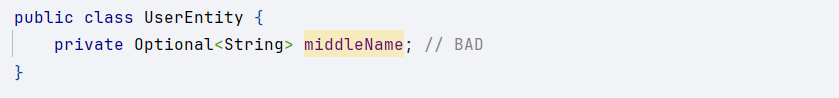 public class UserEntity {
    private Optional<String> middleName; // BAD
}